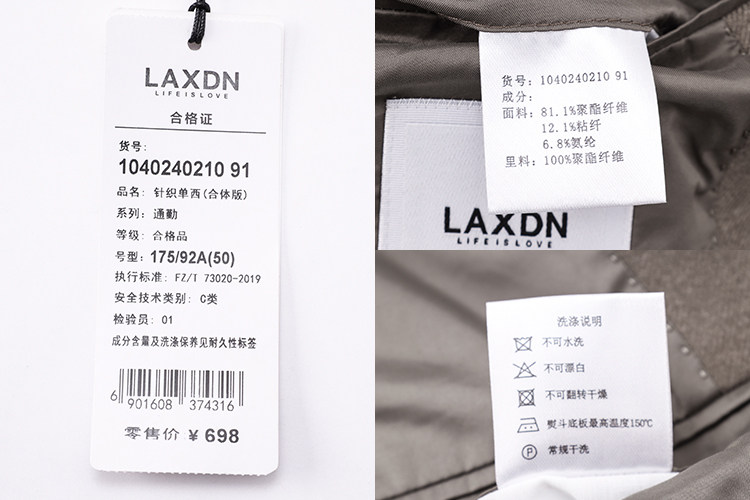 LAXDN
LIFEISLOVE
合格证
货号:
1040240210 91
品名: 针织单西(合体版)
系列: 通勤
等级: 合格品
号型: 175/92A(50)
执行标准: FZ/T 73020-2019
安全技术类别: C类
检验员: 01
成分含量及洗涤保养见耐久性标签
6 901608 374316
零售价 ¥ 698
货号: 1040240210 91
成分:
面料: 81.1%聚酯纤维
12.1%粘纤
6.8%氨纶
里料: 100%聚酯纤维
LAXDN
LIFEISLOVE
洗涤说明
不可水洗
不可漂白
不可翻转干燥
熨斗底板最高温度150℃
P 常规干洗